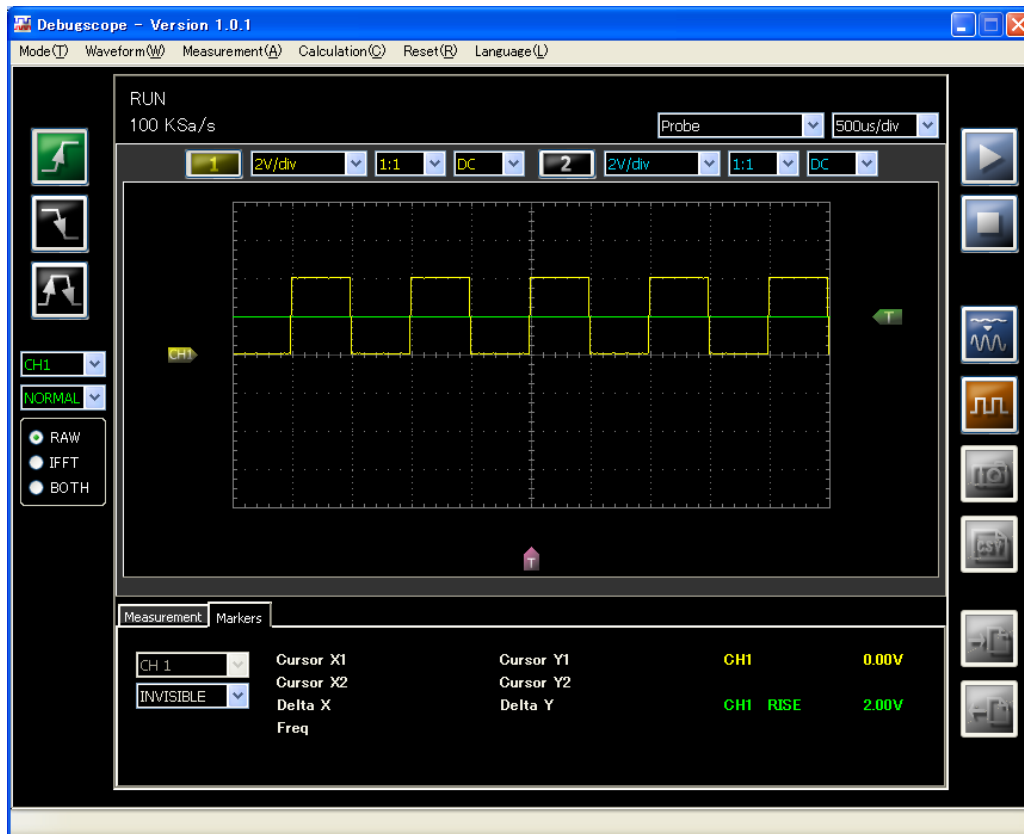 Debugscope - Version 1.0.1
Mode(T) Waveform(W) Measurement(A) Calculation(C) Reset(R) Language(L)
RUN
100 KSa/s
Probe 500us/div
1 2V/div 1:1 DC 2 2V/div 1:1 DC
T
CH1
CH1
NORMAL
RAW
IFFT
BOTH
CSV
T
Measurement Markers
CH 1 Cursor X1 Cursor Y1 CH1 0.00V
Cursor X2 Cursor Y2
INVISIBLE Delta X Delta Y CH1 RISE 2.00V
Freq